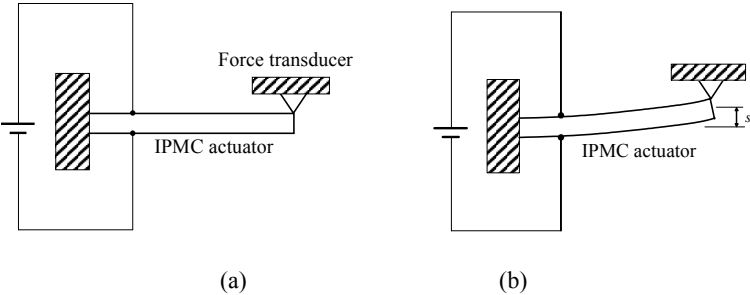 Force transducer
IPMC actuator
s
IPMC actuator
(a)
(b)